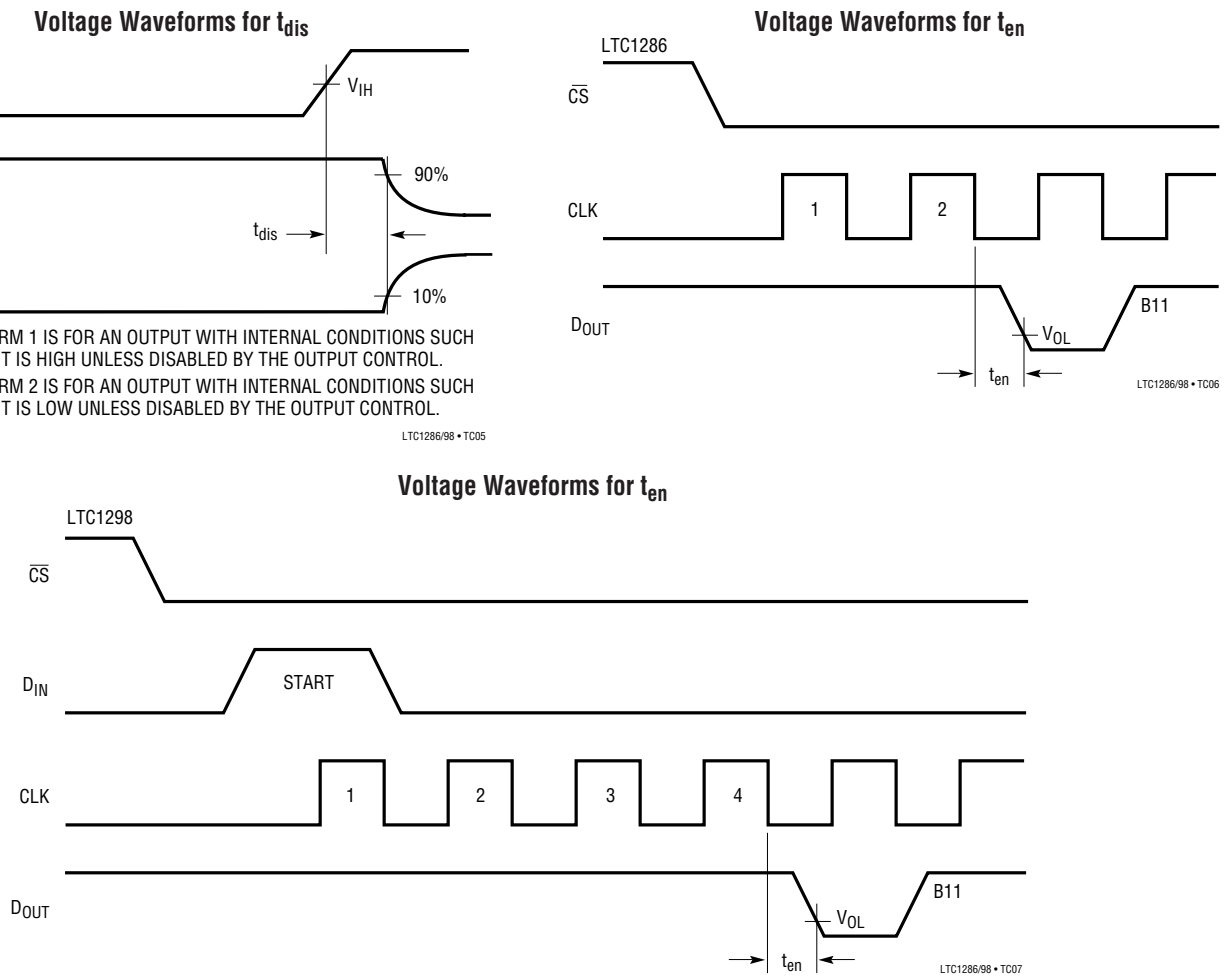 Voltage Waveforms for tdis
VIH
90%
tdis
10%
RM 1 IS FOR AN OUTPUT WITH INTERNAL CONDITIONS SUCH
T IS HIGH UNLESS DISABLED BY THE OUTPUT CONTROL.
RM 2 IS FOR AN OUTPUT WITH INTERNAL CONDITIONS SUCH
T IS LOW UNLESS DISABLED BY THE OUTPUT CONTROL.
LTC1286/98 • TC05
Voltage Waveforms for ten
LTC1286
CS
CLK
1
2
DOUT
B11
VOL
ten
LTC1286/98 • TC06
Voltage Waveforms for ten
LTC1298
CS
DIN
START
CLK
1
2
3
4
DOUT
B11
VOL
ten
LTC1286/98 • TC07